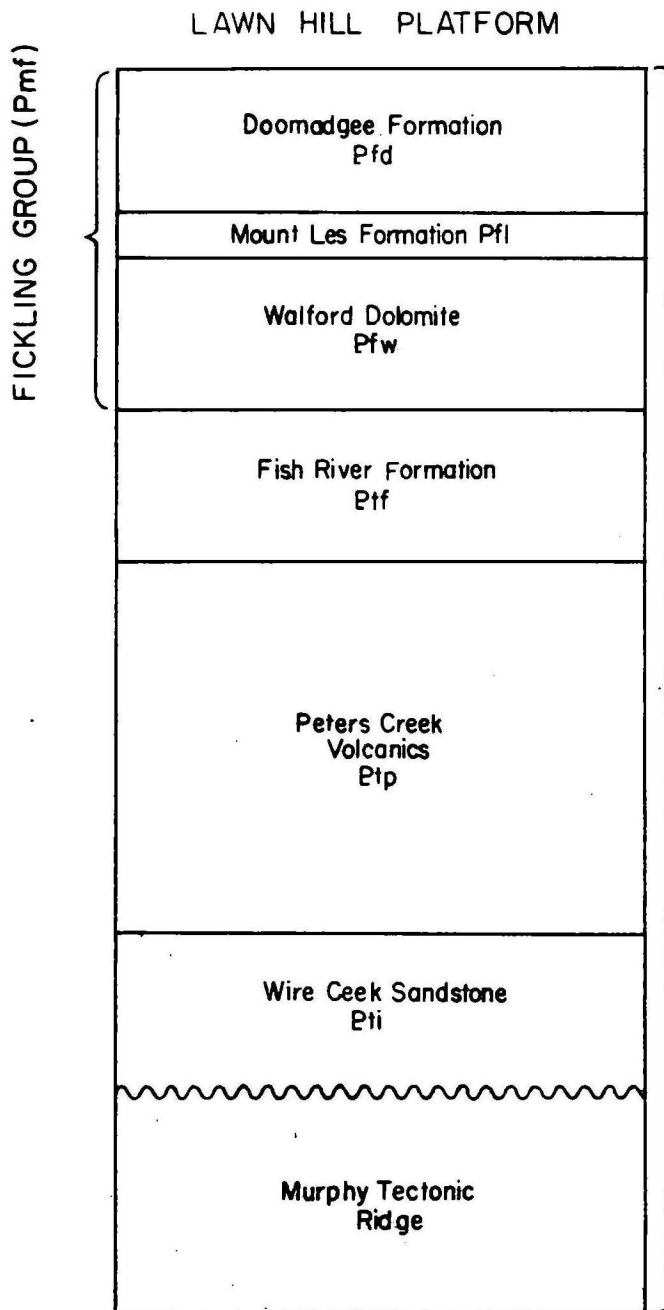 LAWN HILL PLATFORM
FICKLING GROUP (Pmf)
Doomadgee Formation
Pfd
Mount Les Formation Pfl
Walford Dolomite
Pfw
Fish River Formation
Ptf
Peters Creek
Volcanics
Ptp
Wire Ceek Sandstone
Pti
Murphy Tectonic
Ridge